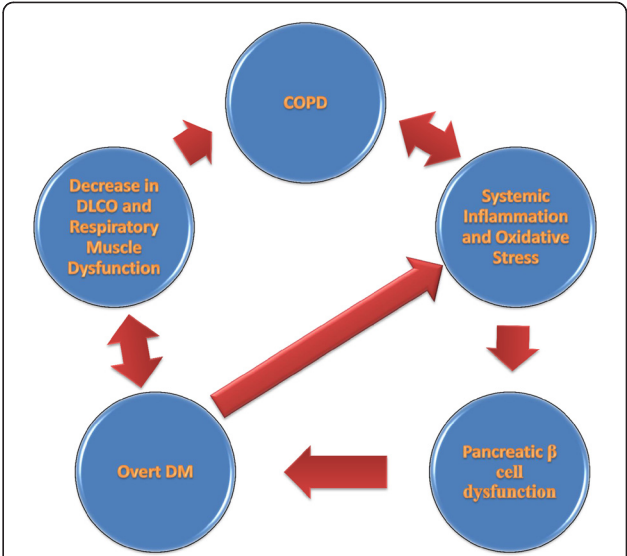 COPD
Systemic
Inflammation
and Oxidative
Stress
Pancreatic β
cell
dysfunction
Overt DM
Decrease in
DLCO and
Respiratory
Muscle
Dysfunction